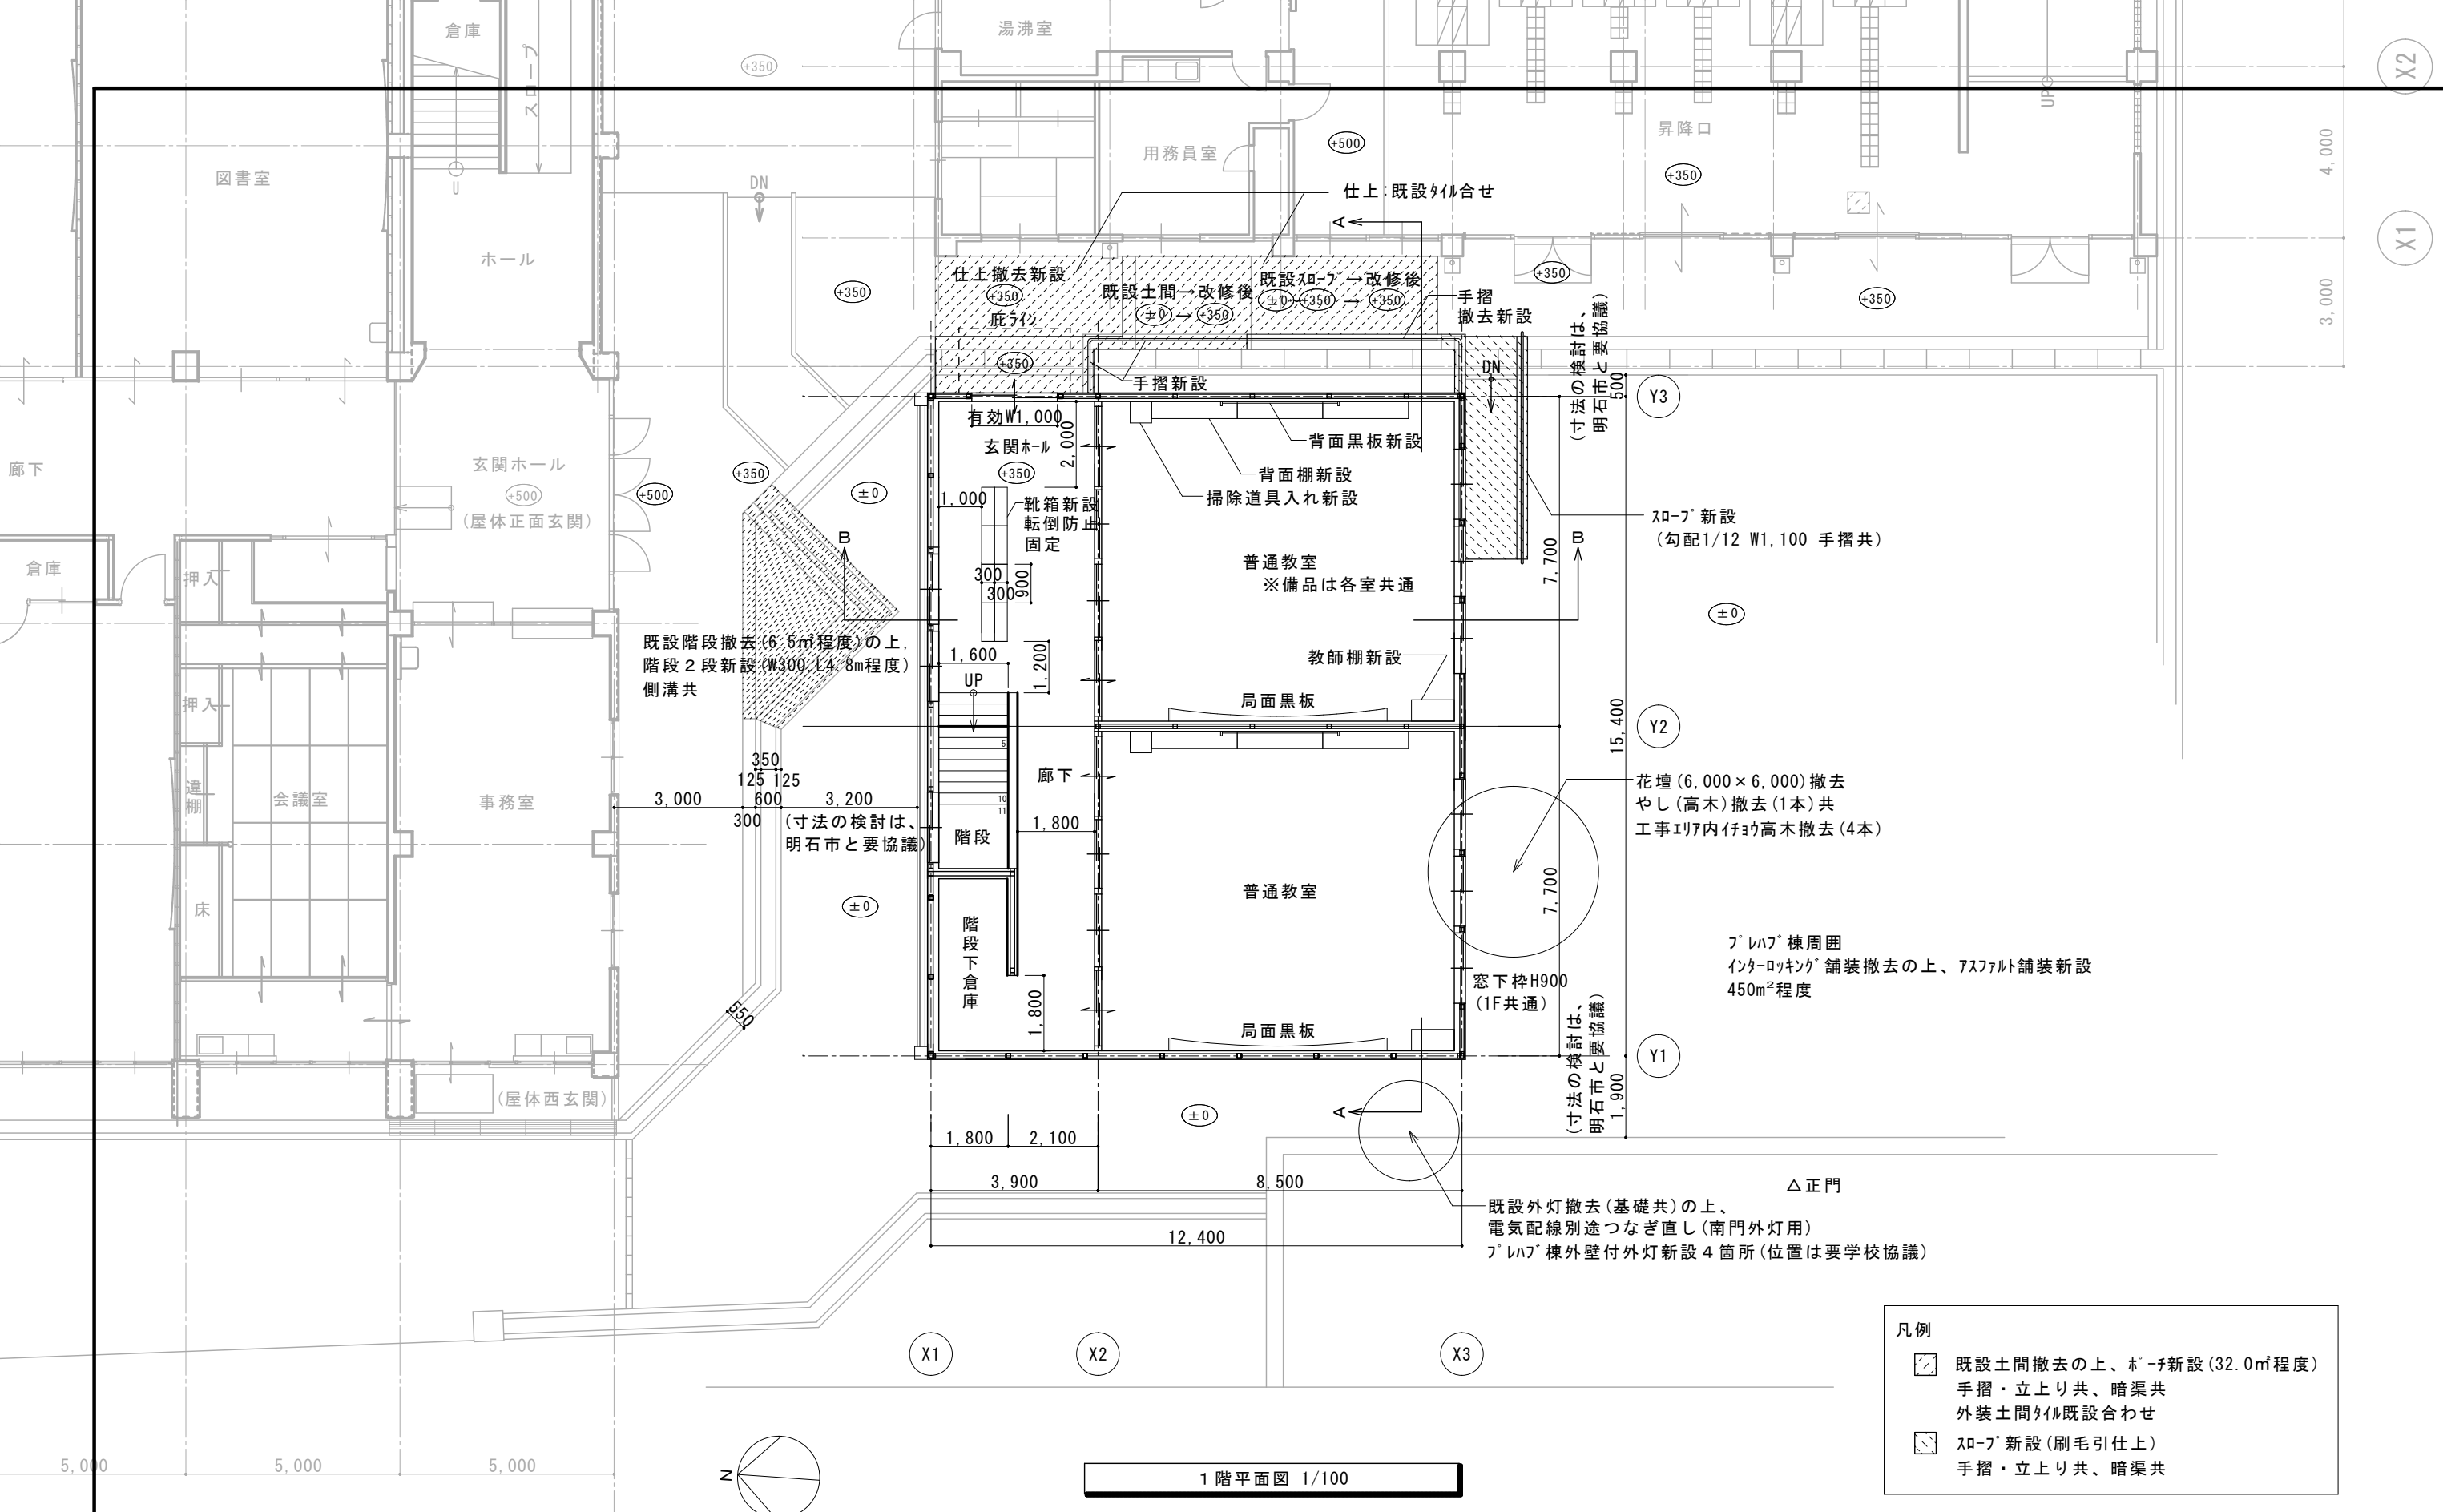 倉庫
スロープ
湯沸室
+350
X2
UP
昇降口
+500
+350
4,000
図書室
用務員室
U
DN
仕上:既設ﾀｲﾙ合せ
A
X1
ホール
+350
仕上撤去新設
+350
既設土間→改修後
±0 → +350
既設ｽﾛｰﾌﾟ→改修後
±0~+350 → +350
手摺
撤去新設
+350
+350
3,000
庇ﾗｲﾝ
+350
手摺新設
DN
(寸法の検討は、
明石市と要協議)
500
Y3
有効W1,000
玄関ﾎｰﾙ
+350
2,000
背面黒板新設
背面棚新設
掃除道具入れ新設
廊下
玄関ホール
+500
(屋体正面玄関)
+500
+350
±0
1,000
靴箱新設
転倒防止
固定
B
B
ｽﾛｰﾌﾟ新設
(勾配1/12 W1,100 手摺共)
倉庫
押入
300
300
900
普通教室
※備品は各室共通
7,700
±0
既設階段撤去(6.5㎡程度)の上,
階段２段新設(W300,L4.8m程度)
側溝共
1,600
1,200
UP
教師棚新設
局面黒板
押入
Y2
15,400
5
10
11
350
125 125
3,000
600
3,200
300
(寸法の検討は、
明石市と要協議)
違棚
会議室
事務室
廊下
1,800
階段
花壇(6,000×6,000)撤去
やし(高木)撤去(1本)共
工事ｴﾘｱ内ｲﾁｮｳ高木撤去(4本)
床
±0
階段下倉庫
普通教室
7,700
ﾌﾟﾚﾊﾌﾞ棟周囲
ｲﾝﾀｰﾛｯｷﾝｸﾞ舗装撤去の上、ｱｽﾌｧﾙﾄ舗装新設
450m²程度
窓下枠H900
(1F共通)
550
1,800
局面黒板
(寸法の検討は、
明石市と要協議)
1,900
Y1
(屋体西玄関)
±0
A
1,800
2,100
3,900
8,500
12,400
△正門
既設外灯撤去(基礎共)の上、
電気配線別途つなぎ直し(南門外灯用)
ﾌﾟﾚﾊﾌﾞ棟外壁付外灯新設４箇所(位置は要学校協議)
X1
X2
X3
凡例
既設土間撤去の上、ﾎﾟｰﾁ新設(32.0㎡程度)
手摺・立上り共、暗渠共
外装土間ﾀｲﾙ既設合わせ
ｽﾛｰﾌﾟ新設(刷毛引仕上)
手摺・立上り共、暗渠共
5,000
5,000
5,000
N
１階平面図 1/100